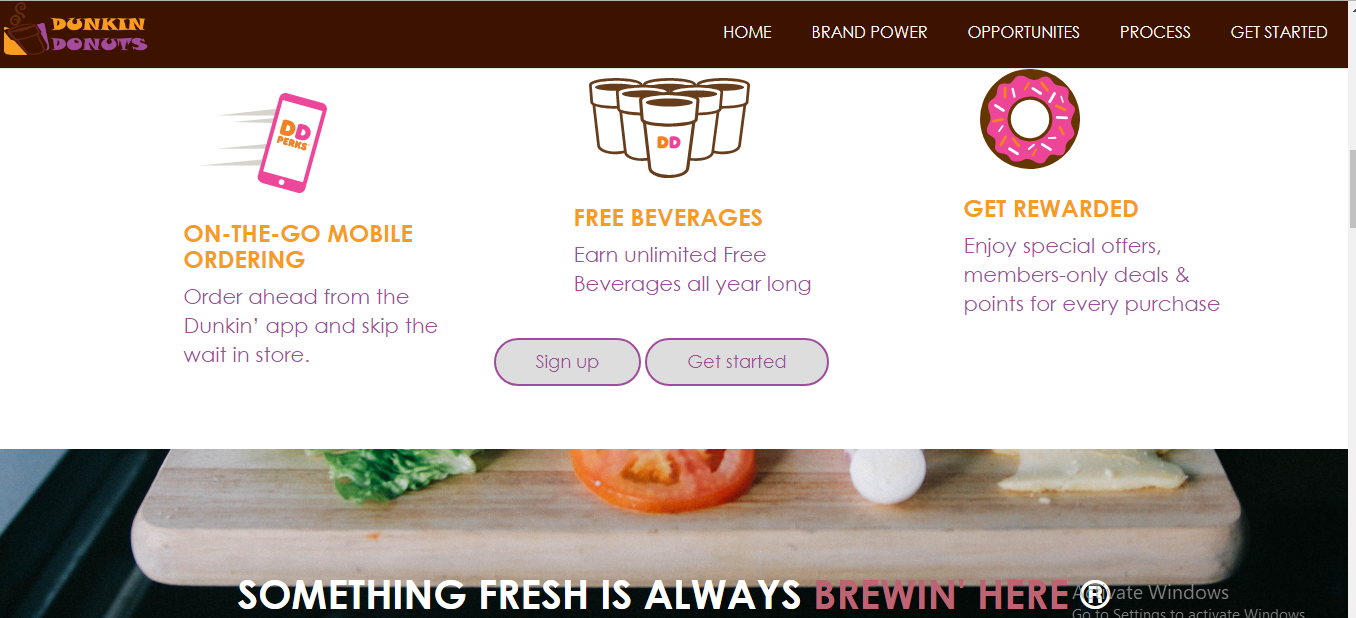 DUNKIN
DONUTS
HOME
BRAND POWER
OPPORTUNITES
PROCESS
GET STARTED
DD
PERKS
DD
ON-THE-GO MOBILE
ORDERING
Order ahead from the
Dunkin’ app and skip the
wait in store.
FREE BEVERAGES
Earn unlimited Free
Beverages all year long
GET REWARDED
Enjoy special offers,
members-only deals &
points for every purchase
Sign up
Get started
SOMETHING FRESH IS ALWAYS BREWIN' HERE ®
Activate Windows
Go to Settings to activate Windows.